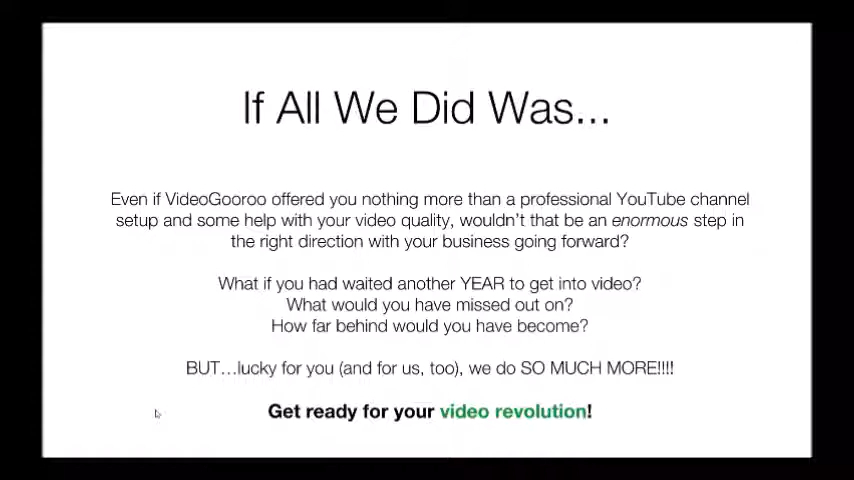 If All We Did Was...
Even if VideoGooroo offered you nothing more than a professional YouTube channel
setup and some help with your video quality, wouldn't that be an enormous step in
the right direction with your business going forward?
What if you had waited another YEAR to get into video?
What would you have missed out on?
How far behind would you have become?
BUT…lucky for you (and for us, too), we do SO MUCH MORE!!!!
Get ready for your video revolution!